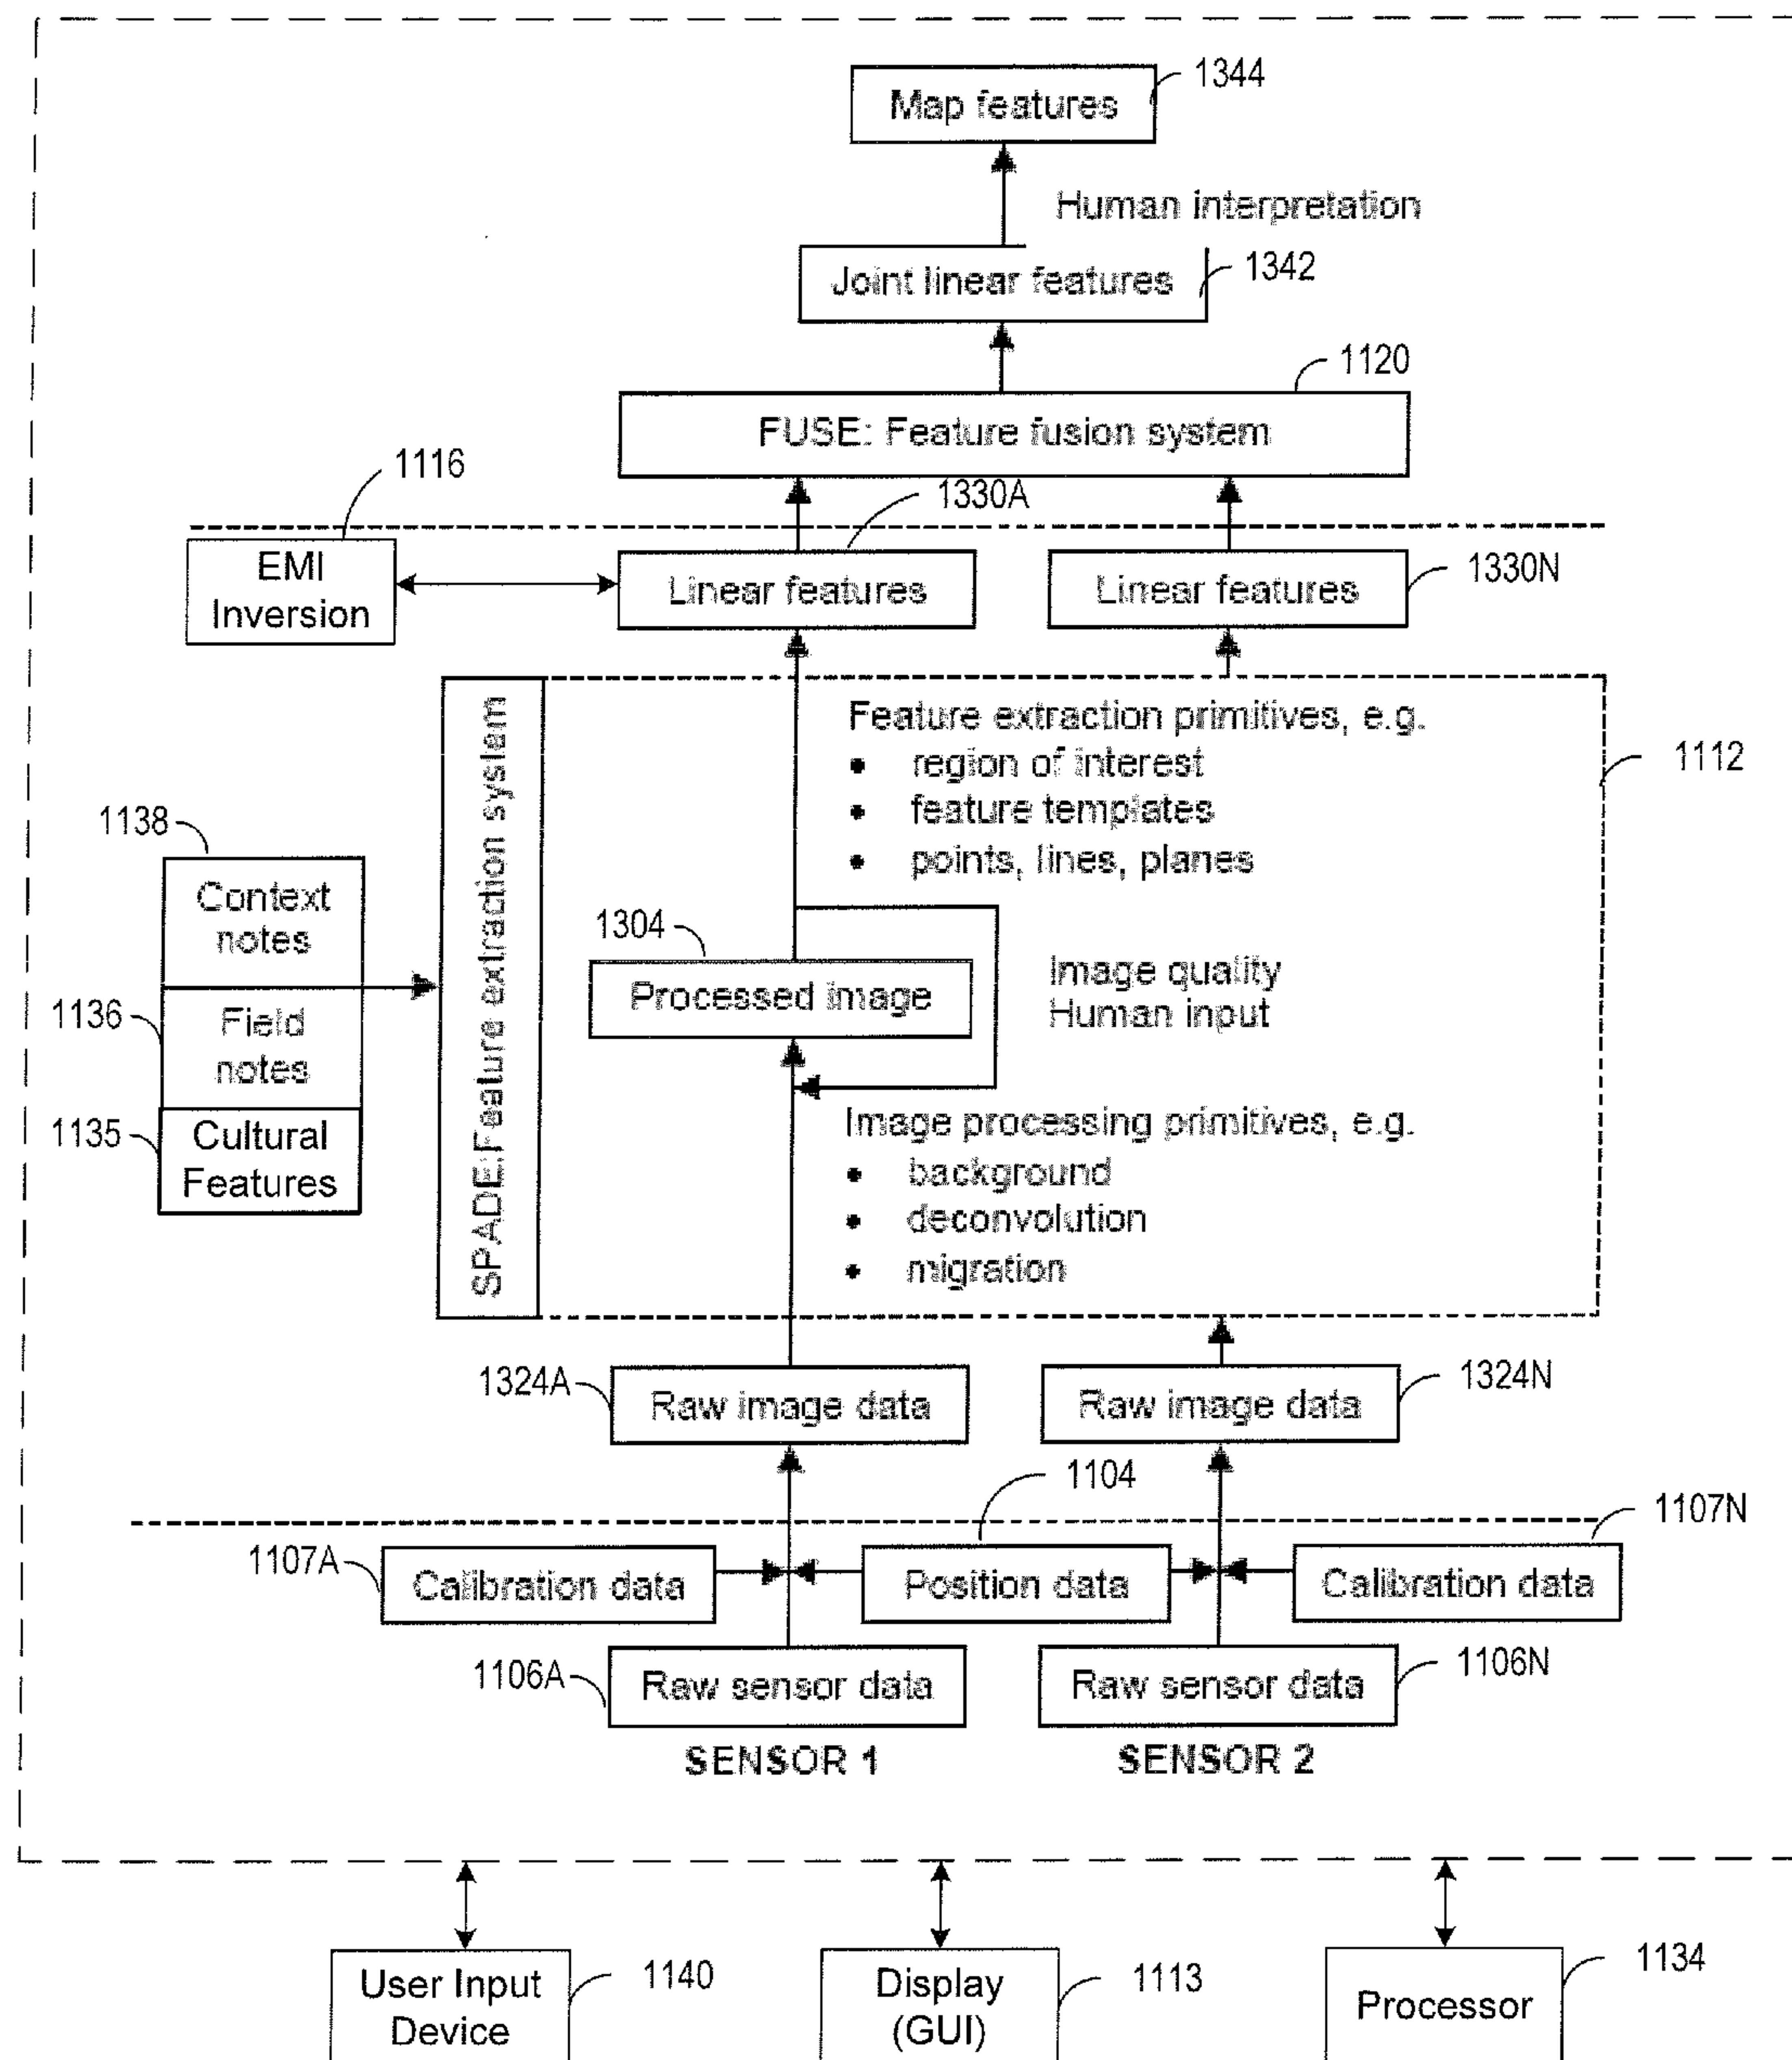 1344
Map features
Human interpretation
Joint linear features
1342
1120
FUSE: Feature fusion system
1116
1330A
EMI
Inversion
Linear features
Linear features
1330N
SPADE:Feature extraction system
Feature extraction primitives, e.g.
• region of interest
• feature templates
• points, lines, planes
1112
1138
Context
notes
1136
Field
notes
1135
Cultural
Features
1304
Processed image
Image quality
Human input
Image processing primitives, e.g.
• background
• deconvolution
• migration
1324A
Raw image data
Raw image data
1324N
1104
1107N
1107A
Calibration data
Position data
Calibration data
1106A
Raw sensor data
Raw sensor data
1106N
SENSOR 1
SENSOR 2
User Input
Device
1140
Display
(GUI)
1113
Processor
1134